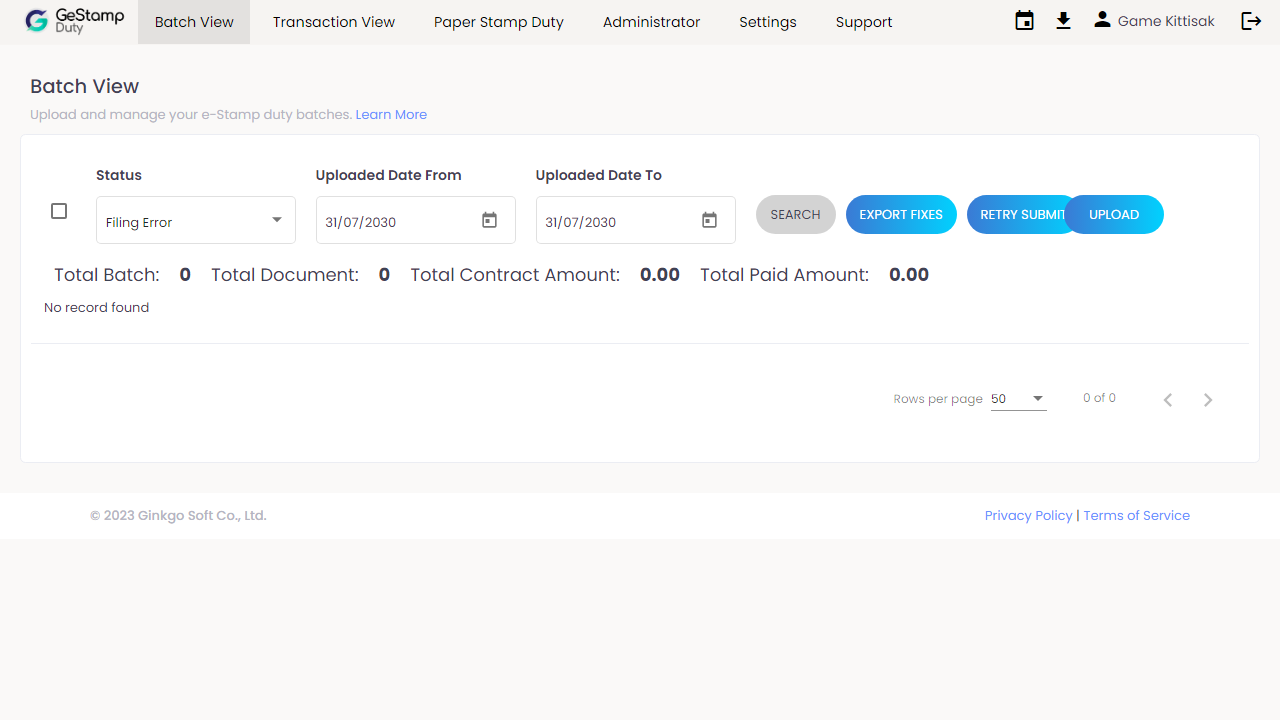 GeStamp
Duty
Batch View
Transaction View
Paper Stamp Duty
Administrator
Settings
Support
Game Kittisak
Batch View
Upload and manage your e-Stamp duty batches. Learn More
Status
Uploaded Date From
Uploaded Date To
Filing Error
31/07/2030
31/07/2030
SEARCH
EXPORT FIXES
RETRY SUBMIT
UPLOAD
Total Batch: 0 Total Document: 0 Total Contract Amount: 0.00 Total Paid Amount: 0.00
No record found
Rows per page 50 0 of 0
© 2023 Ginkgo Soft Co., Ltd.
Privacy Policy | Terms of Service